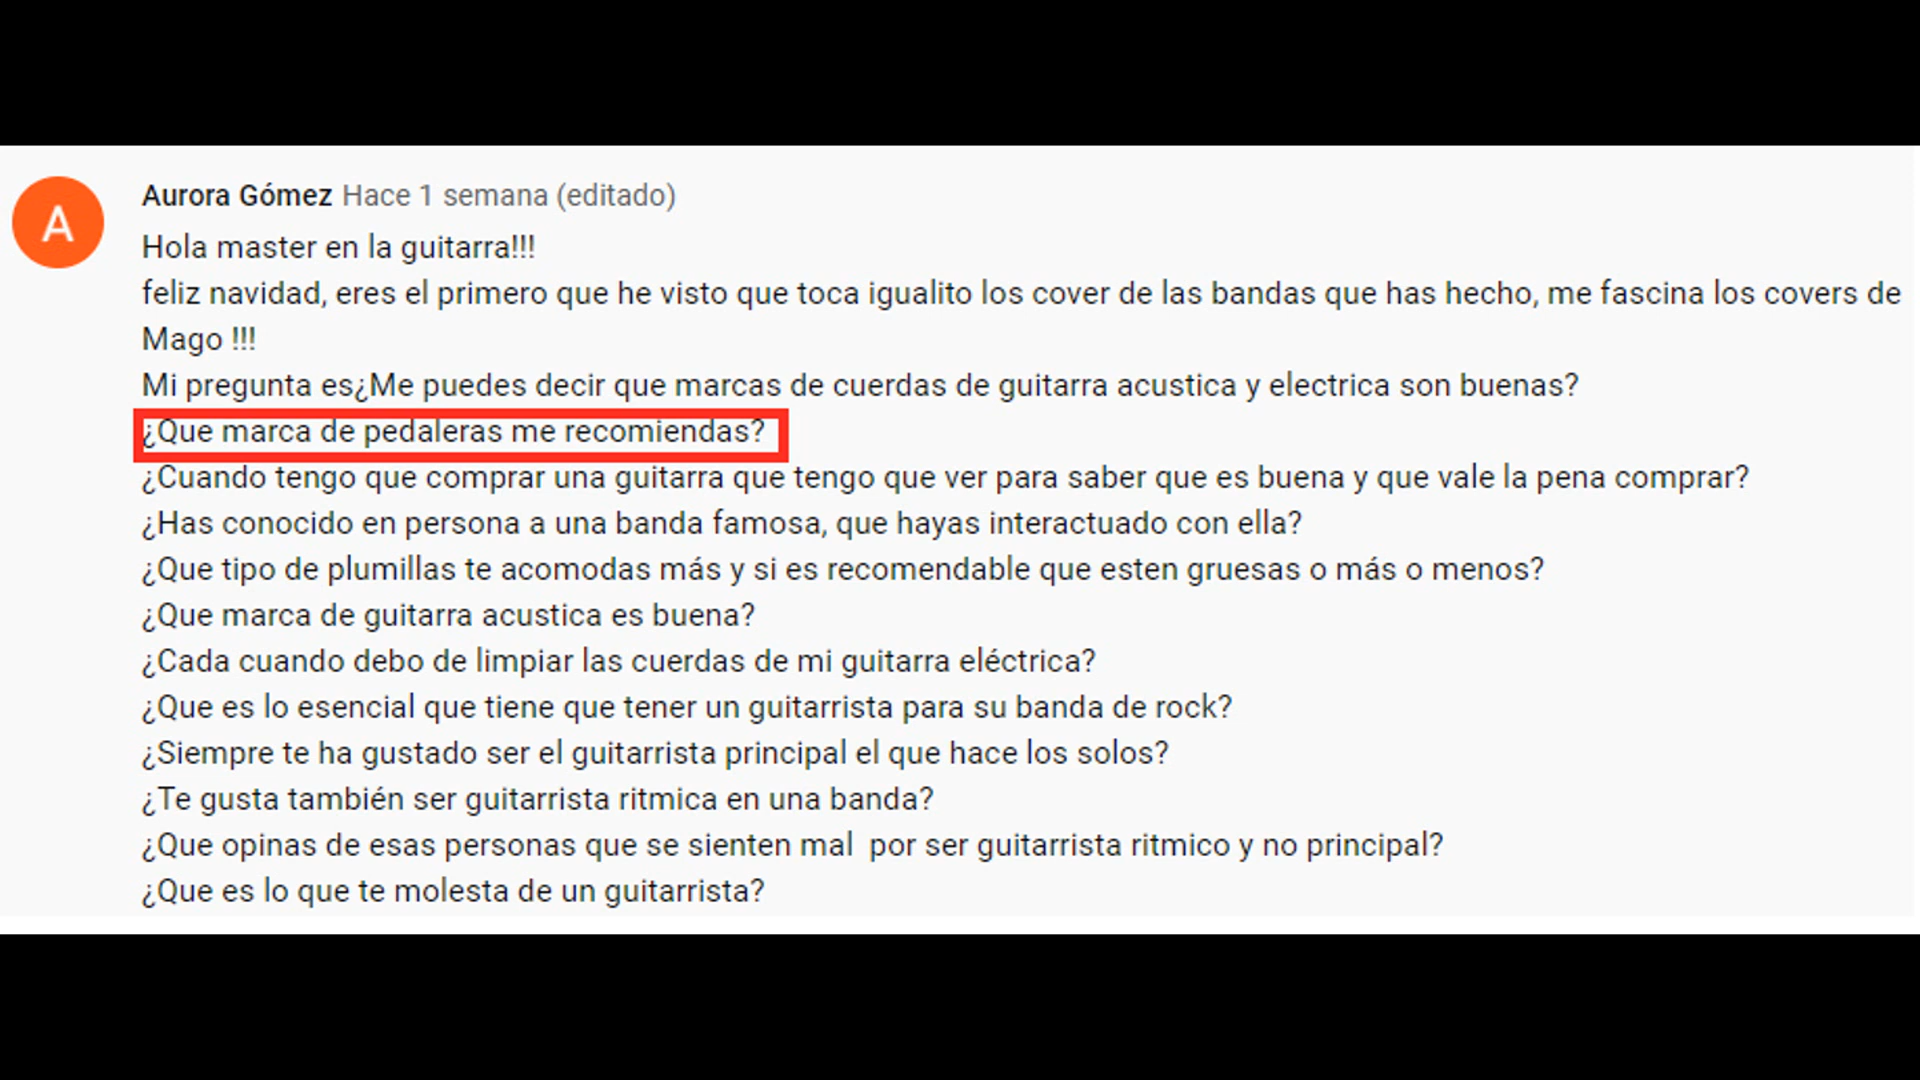 A
Aurora Gómez Hace 1 semana (editado)
Hola master en la guitarra!!!
feliz navidad, eres el primero que he visto que toca igualito los cover de las bandas que has hecho, me fascina los covers de
Mago !!!
Mi pregunta es¿Me puedes decir que marcas de cuerdas de guitarra acustica y electrica son buenas?
¿Que marca de pedaleras me recomiendas?
¿Cuando tengo que comprar una guitarra que tengo que ver para saber que es buena y que vale la pena comprar?
¿Has conocido en persona a una banda famosa, que hayas interactuado con ella?
¿Que tipo de plumillas te acomodas más y si es recomendable que esten gruesas o más o menos?
¿Que marca de guitarra acustica es buena?
¿Cada cuando debo de limpiar las cuerdas de mi guitarra eléctrica?
¿Que es lo esencial que tiene que tener un guitarrista para su banda de rock?
¿Siempre te ha gustado ser el guitarrista principal el que hace los solos?
¿Te gusta también ser guitarrista ritmica en una banda?
¿Que opinas de esas personas que se sienten mal  por ser guitarrista ritmico y no principal?
¿Que es lo que te molesta de un guitarrista?